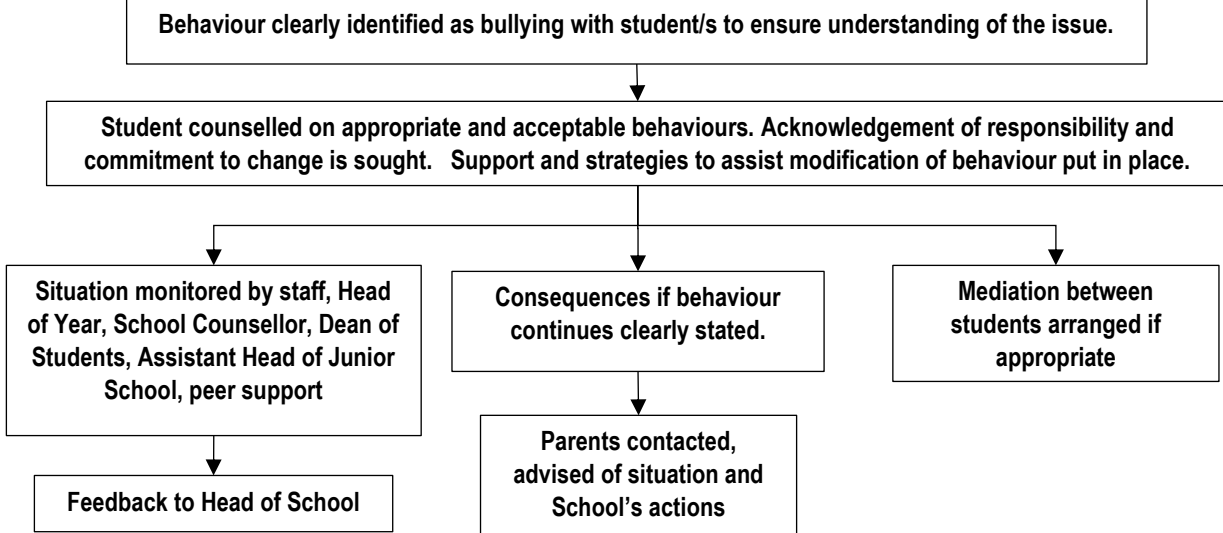 Behaviour clearly identified as bullying with student/s to ensure understanding of the issue.
Student counselled on appropriate and acceptable behaviours. Acknowledgement of responsibility and
commitment to change is sought.   Support and strategies to assist modification of behaviour put in place.
Situation monitored by staff, Head
of Year, School Counsellor, Dean of
Students, Assistant Head of Junior
School, peer support
Feedback to Head of School
Consequences if behaviour
continues clearly stated.
Parents contacted,
advised of situation and
School's actions
Mediation between
students arranged if
appropriate